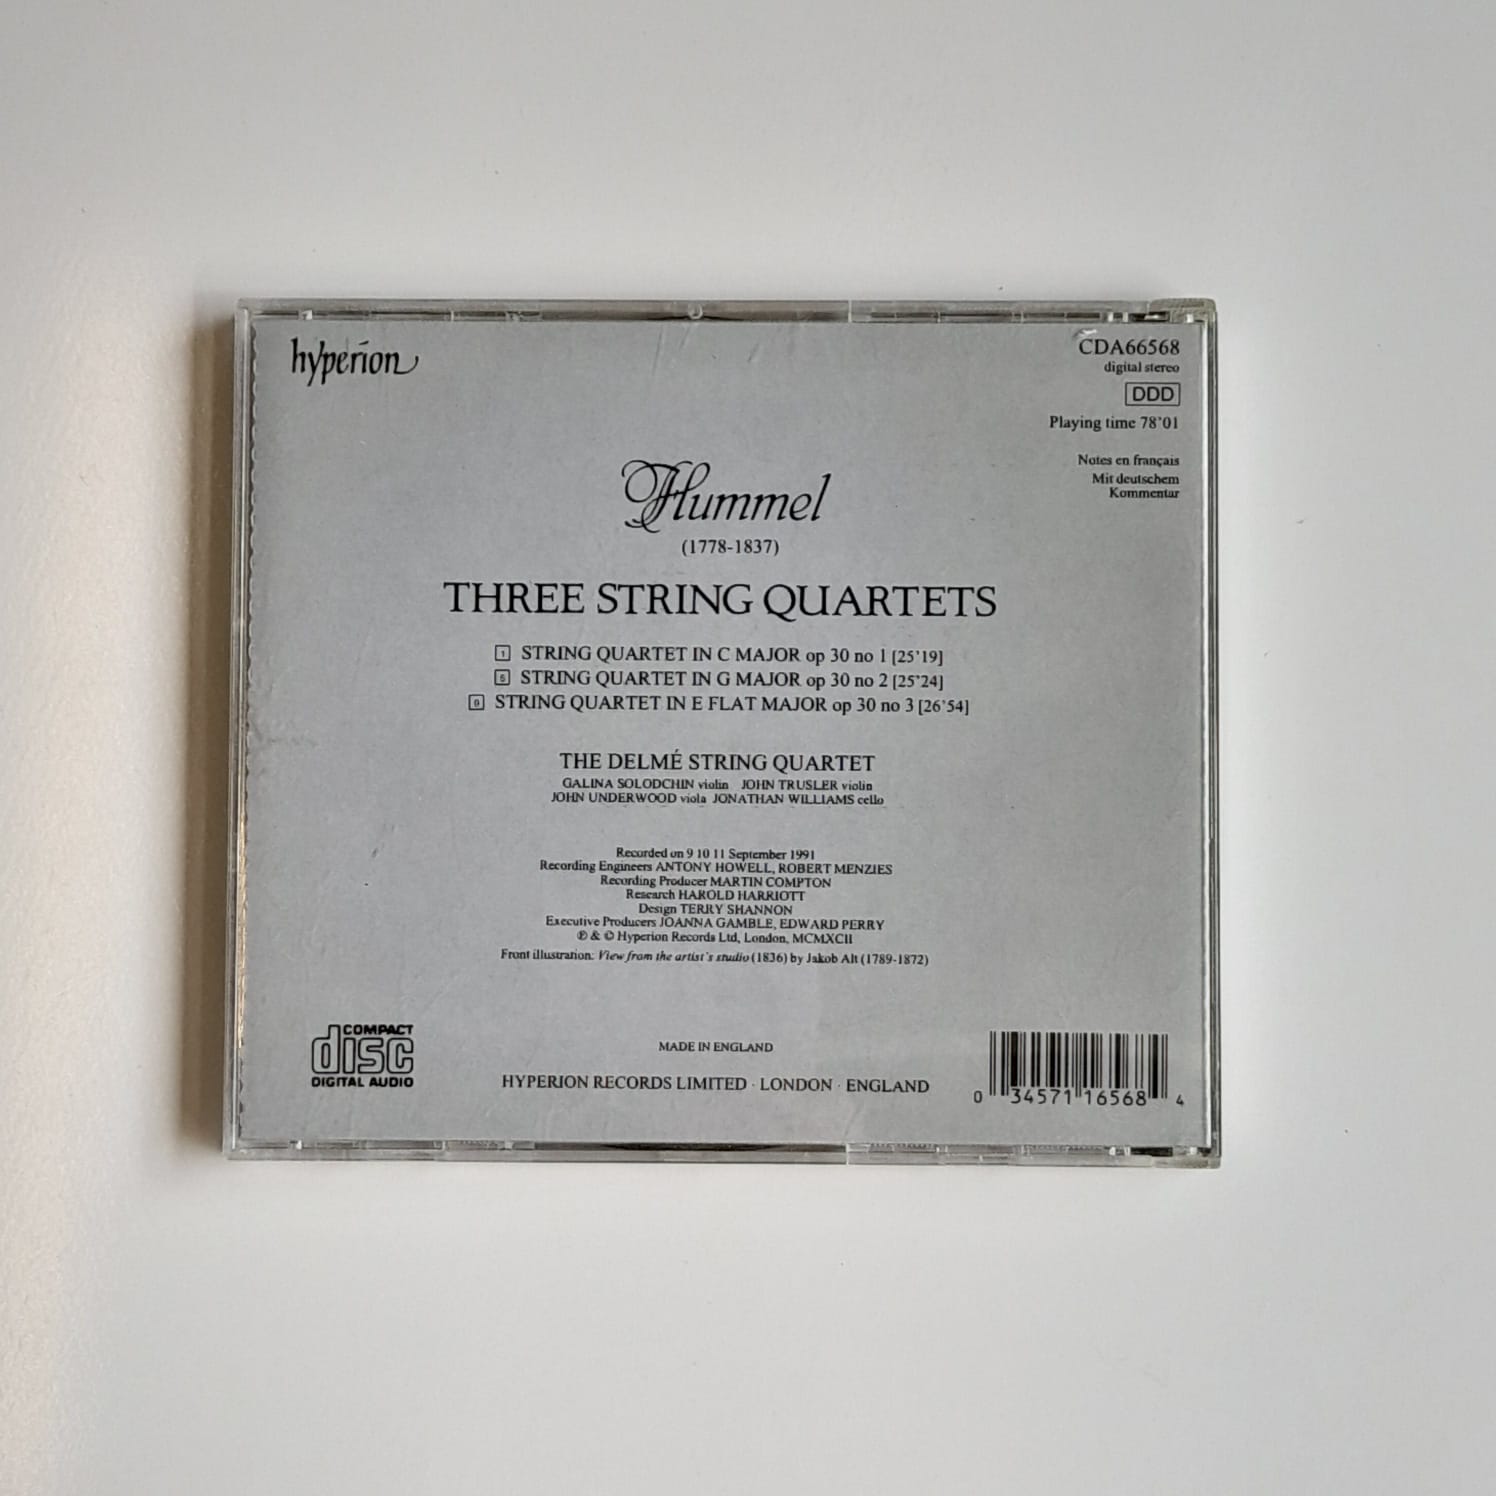 hyperion
CDA66568
digital stereo
DDD
Playing time 78'01
Notes en français
Mit deutschem
Kommentar
Hummel
(1778-1837)
THREE STRING QUARTETS
1 STRING QUARTET IN C MAJOR op 30 no 1 [25'19]
5 STRING QUARTET IN G MAJOR op 30 no 2 [25'24]
STRING QUARTET IN E FLAT MAJOR op 30 no 3 [26'54]
THE DELMÉ STRING QUARTET
GALINA SOLODCHIN violin JOHN TRUSLER violin
JOHN UNDERWOOD viola JONATHAN WILLIAMS cello
Recorded on 9 10 11 September 1991
Recording Engineers ANTONY HOWELL, ROBERT MENZIES
Recording Producer MARTIN COMPTON
Research HAROLD HARRIOTT
Design TERRY SHANNON
Executive Producers JOANNA GAMBLE, EDWARD PERRY
℗ & © Hyperion Records Ltd, London, MCMXCII
Front illustration: View from the artist's studio (1836) by Jakob Alt (1789-1872)
COMPACT
disc
DIGITAL AUDIO
MADE IN ENGLAND
HYPERION RECORDS LIMITED · LONDON · ENGLAND
0 34571 16568 4